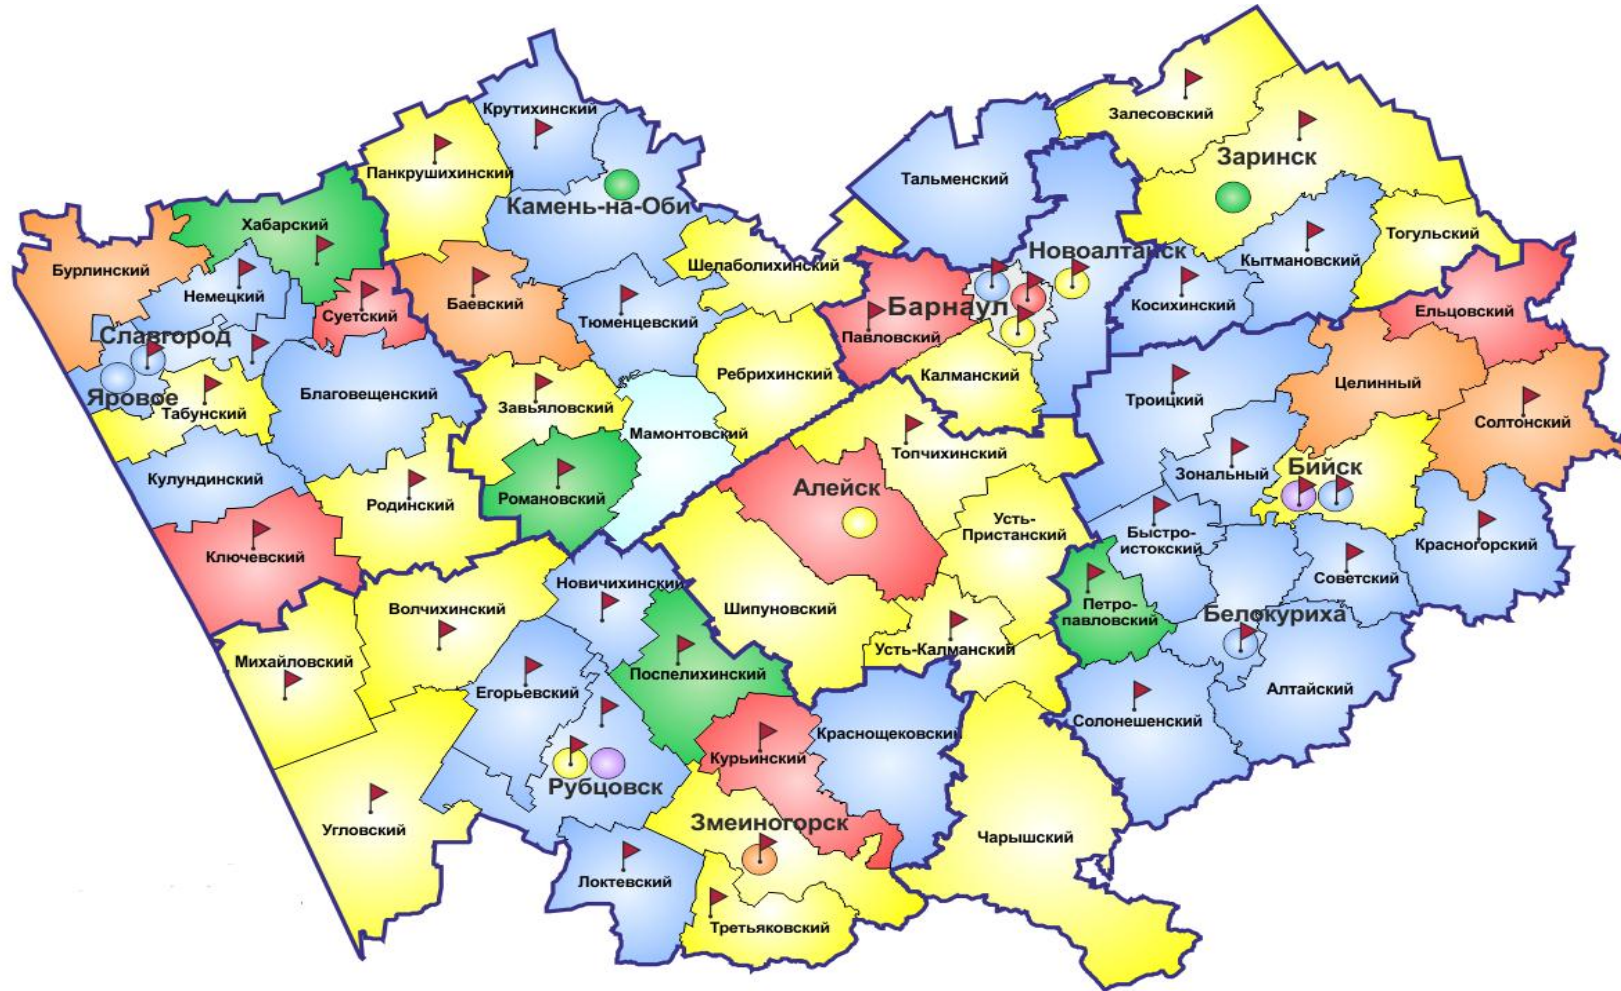 Крутихинский
Залесовский
Панкрушихинский
Заринск
Тальменский
Камень-на-Оби
Хабарский
Тогульский
Новоалтайск
Кытмановский
Шелаболихинский
Бурлинский
Немецкий
Баевский
Косихинский
Барнаул
Ельцовский
Суетский
Тюменцевский
Славгород
Павловский
Ребрихинский
Калманский
Целинный
Благовещенский
Яровое
Табунский
Завьяловский
Троицкий
Солтонский
Мамонтовский
Топчихинский
Бийск
Зональный
Кулундинский
Алейск
Романовский
Родинский
Усть-
Пристанский
Быстро-
истокский
Красногорский
Ключевский
Советский
Новичихинский
Волчихинский
Шипуновский
Петро-
павловский
Белокуриха
Усть-Калманский
Михайловский
Поспелихинский
Егорьевский
Алтайский
Солонешенский
Краснощековский
Курьинский
Рубцовск
Змеиногорск
Угловский
Чарышский
Локтевский
Третьяковский